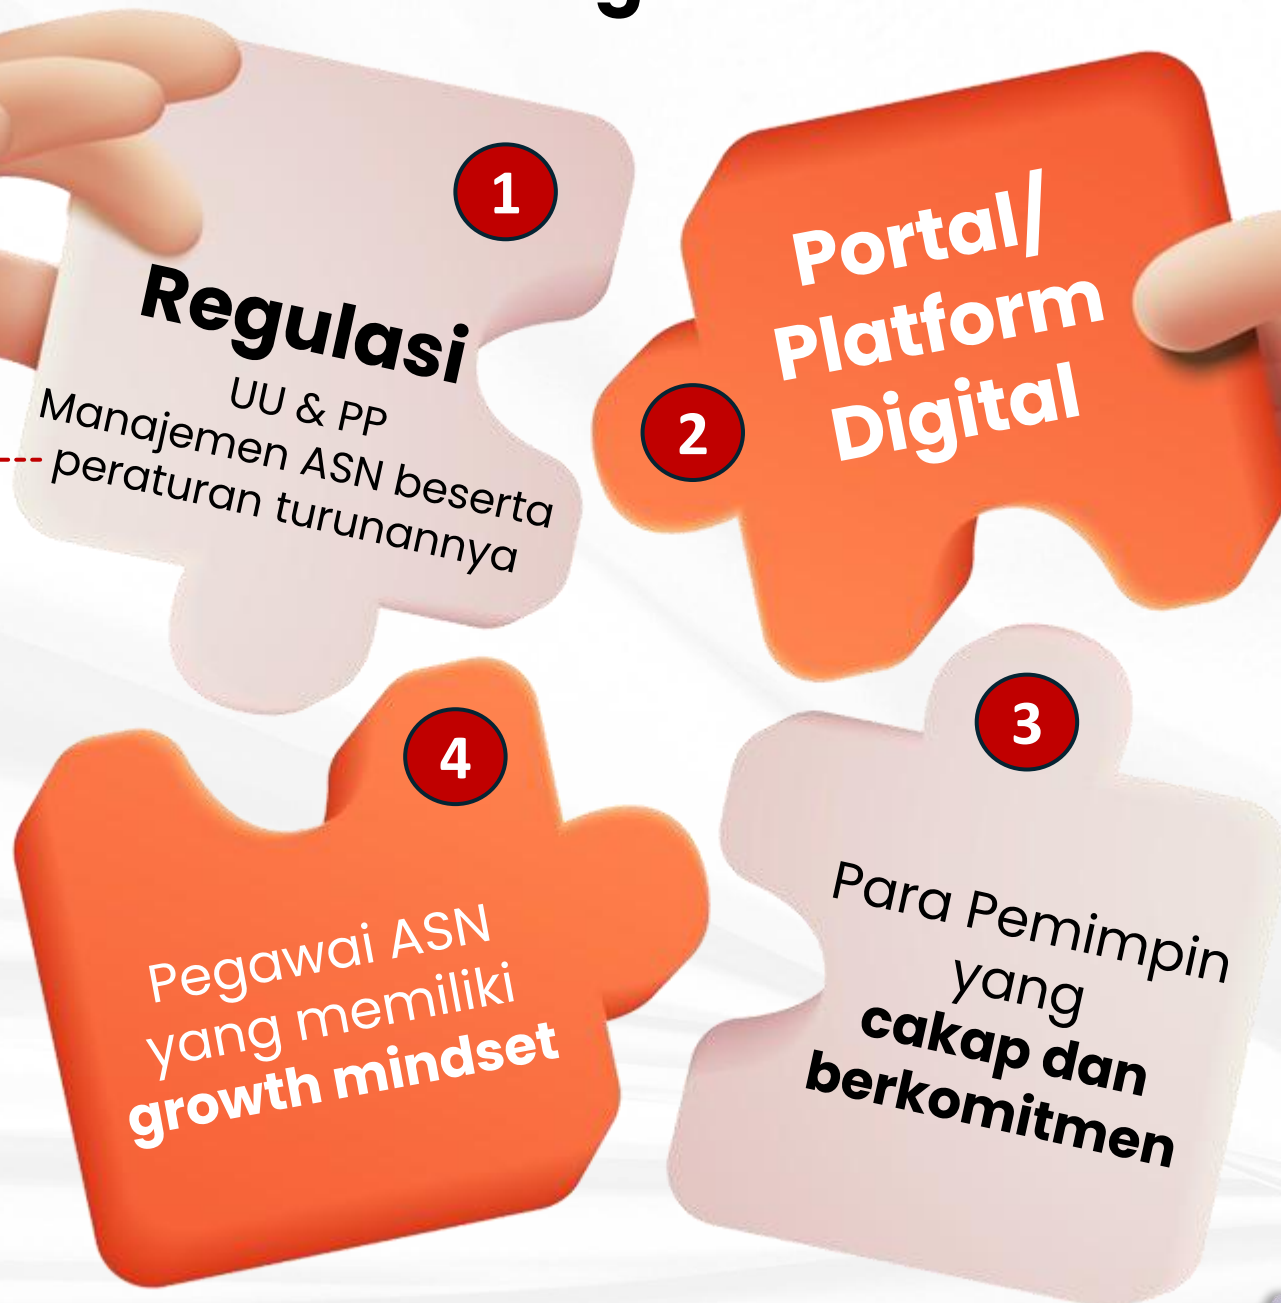 1
Regulasi
UU & PP
Manajemen ASN beserta
peraturan turunannya
2
Portal/
Platform
Digital
3
Para Pemimpin
yang
cakap dan
berkomitmen
4
Pegawai ASN
yang memiliki
growth mindset